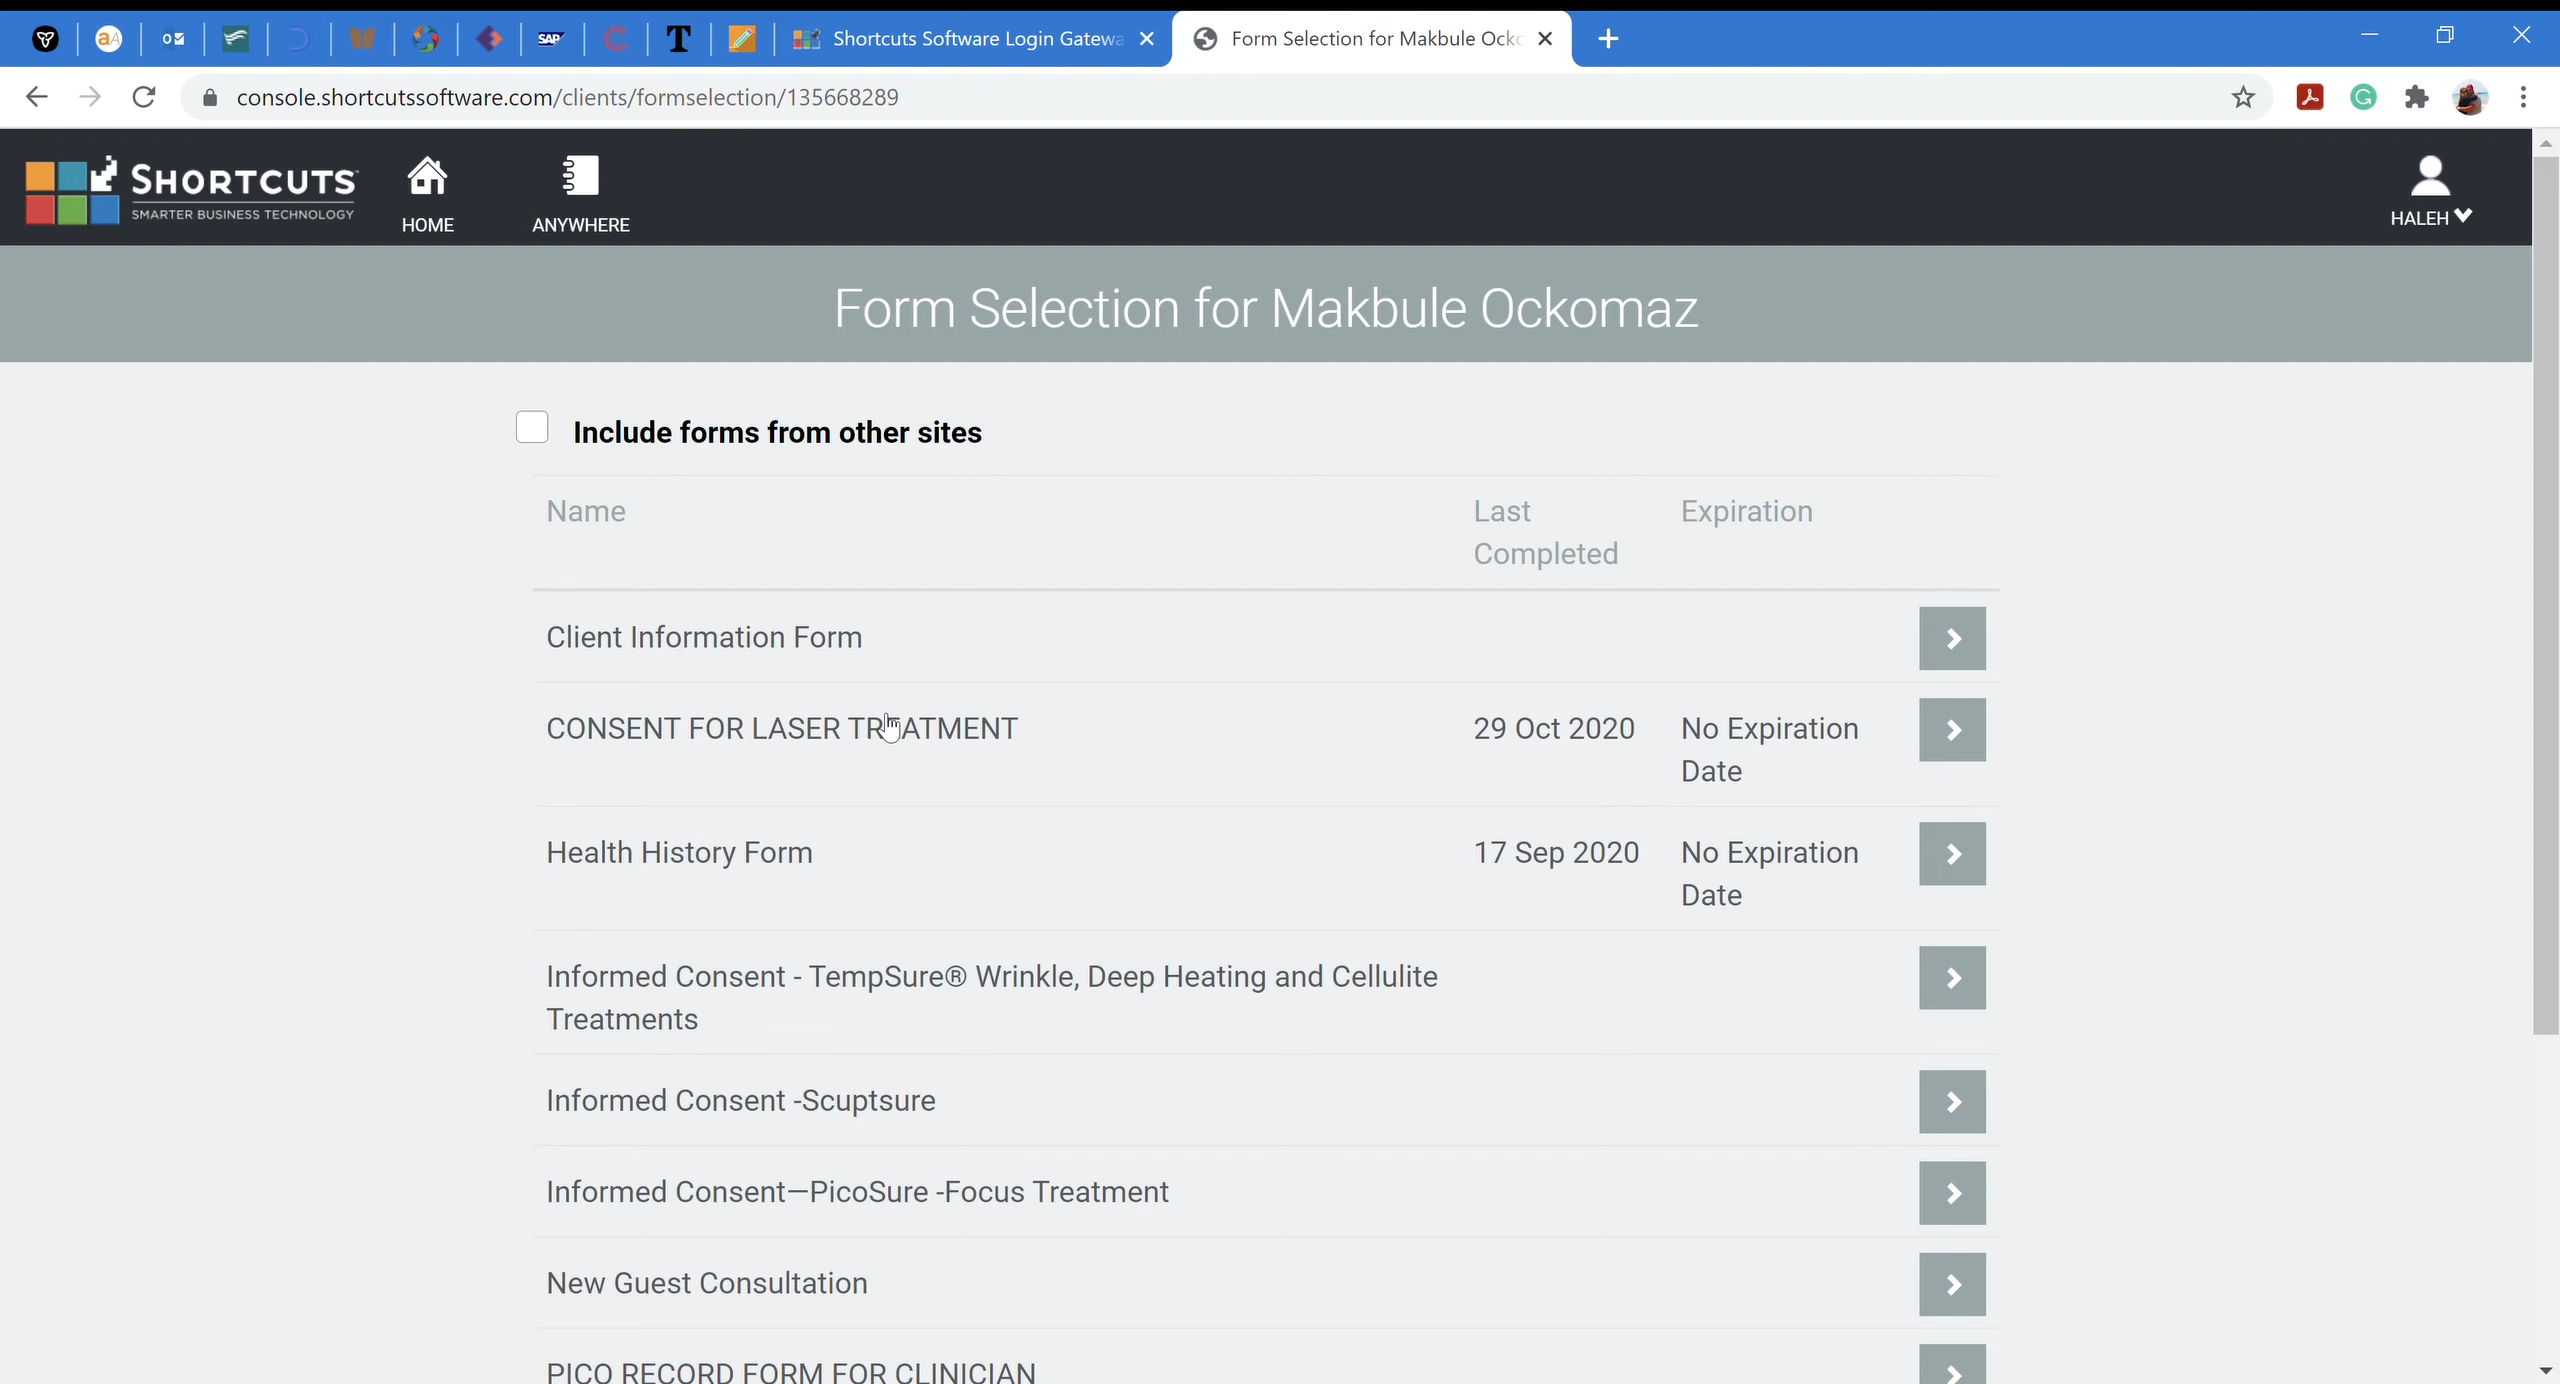 Shortcuts Software Login Gatewa
Form Selection for Makbule Ocko
console.shortcutssoftware.com/clients/formselection/135668289
SHORTCUTS
SMARTER BUSINESS TECHNOLOGY
HOME
ANYWHERE
HALEH
Form Selection for Makbule Ockomaz
Include forms from other sites
Name
Last Completed
Expiration
Client Information Form
CONSENT FOR LASER TREATMENT
29 Oct 2020
No Expiration
Date
Health History Form
17 Sep 2020
No Expiration
Date
Informed Consent - TempSure® Wrinkle, Deep Heating and Cellulite
Treatments
Informed Consent -Scuptsure
Informed Consent—PicoSure -Focus Treatment
New Guest Consultation
PICO RECORD FORM FOR CLINICIAN